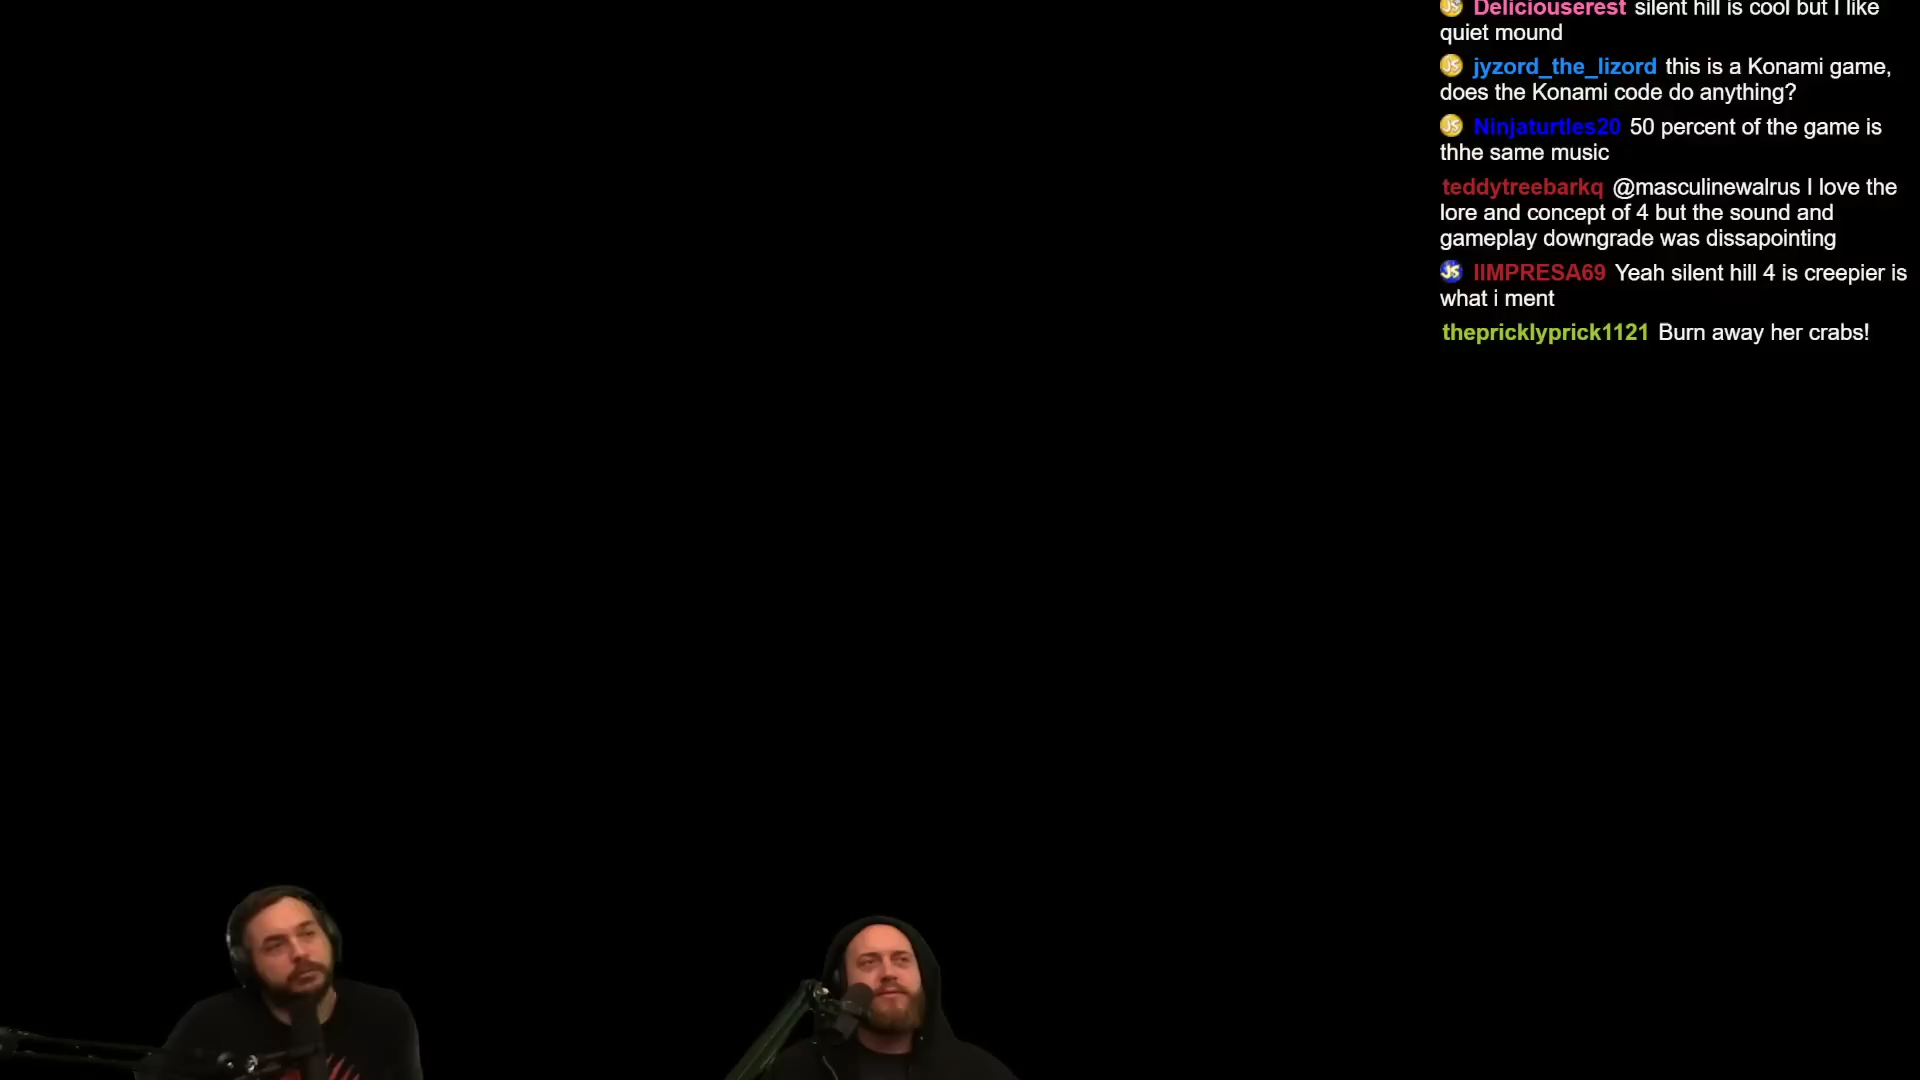 Deliciouserest silent hill is cool but I like
quiet mound
jyzord_the_lizord this is a Konami game,
does the Konami code do anything?
Ninjaturtles20 50 percent of the game is
thhe same music
teddytreebarkq @masculinewalrus I love the
lore and concept of 4 but the sound and
gameplay downgrade was dissapointing
IIMPRESA69 Yeah silent hill 4 is creepier is
what i ment
thepricklyprick1121 Burn away her crabs!